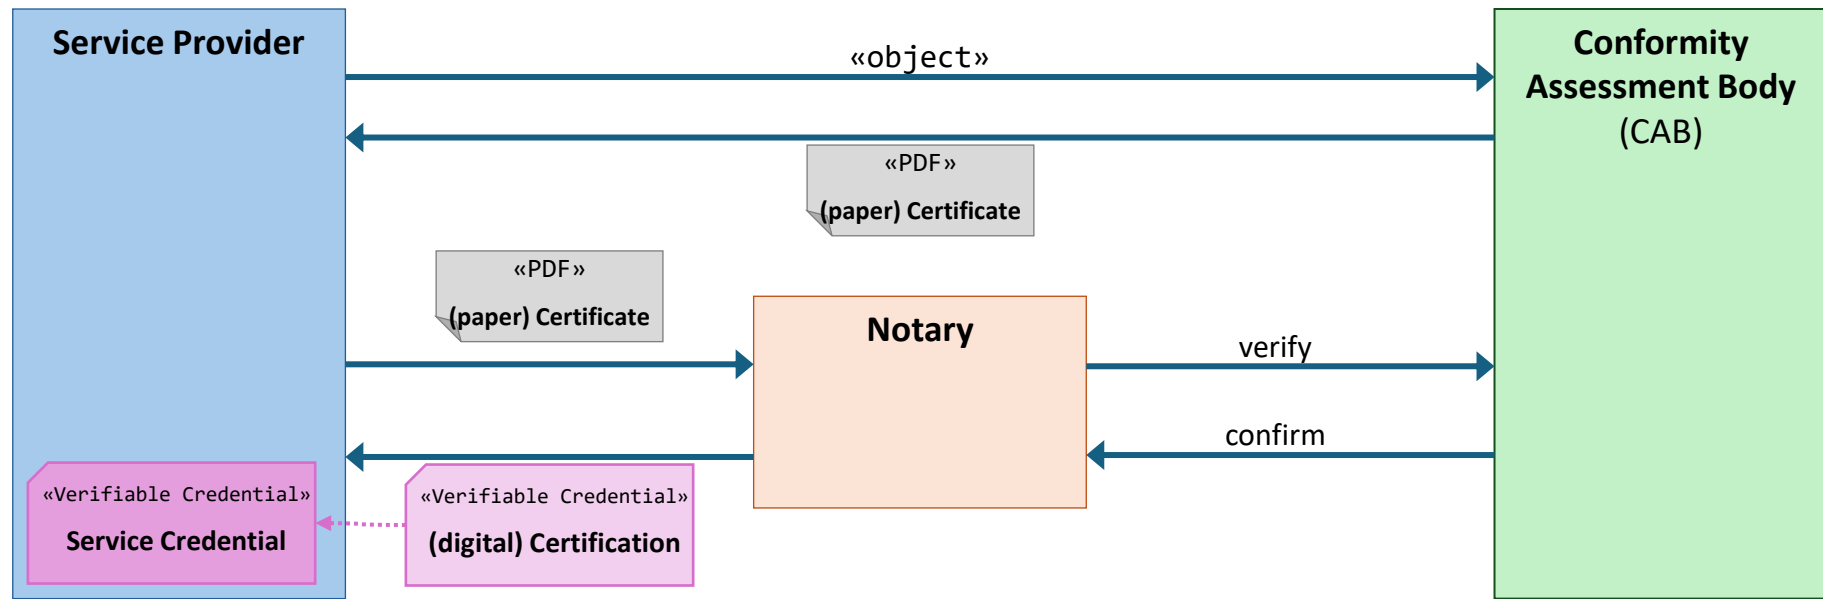 Service Provider
«object»
Conformity
Assessment Body
(CAB)
«PDF»
(paper) Certificate
«PDF»
(paper) Certificate
Notary
verify
confirm
«Verifiable Credential»
Service Credential
«Verifiable Credential»
(digital) Certification